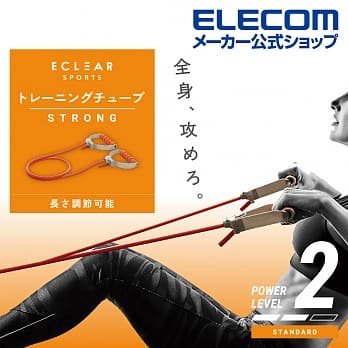 ELECOM
メーカー公式ショップ
ECLEAR
SPORTS
トレーニングチューブ
STRONG
長さ調節可能
全身、攻めろ。
POWER
LEVEL
2
STANDARD